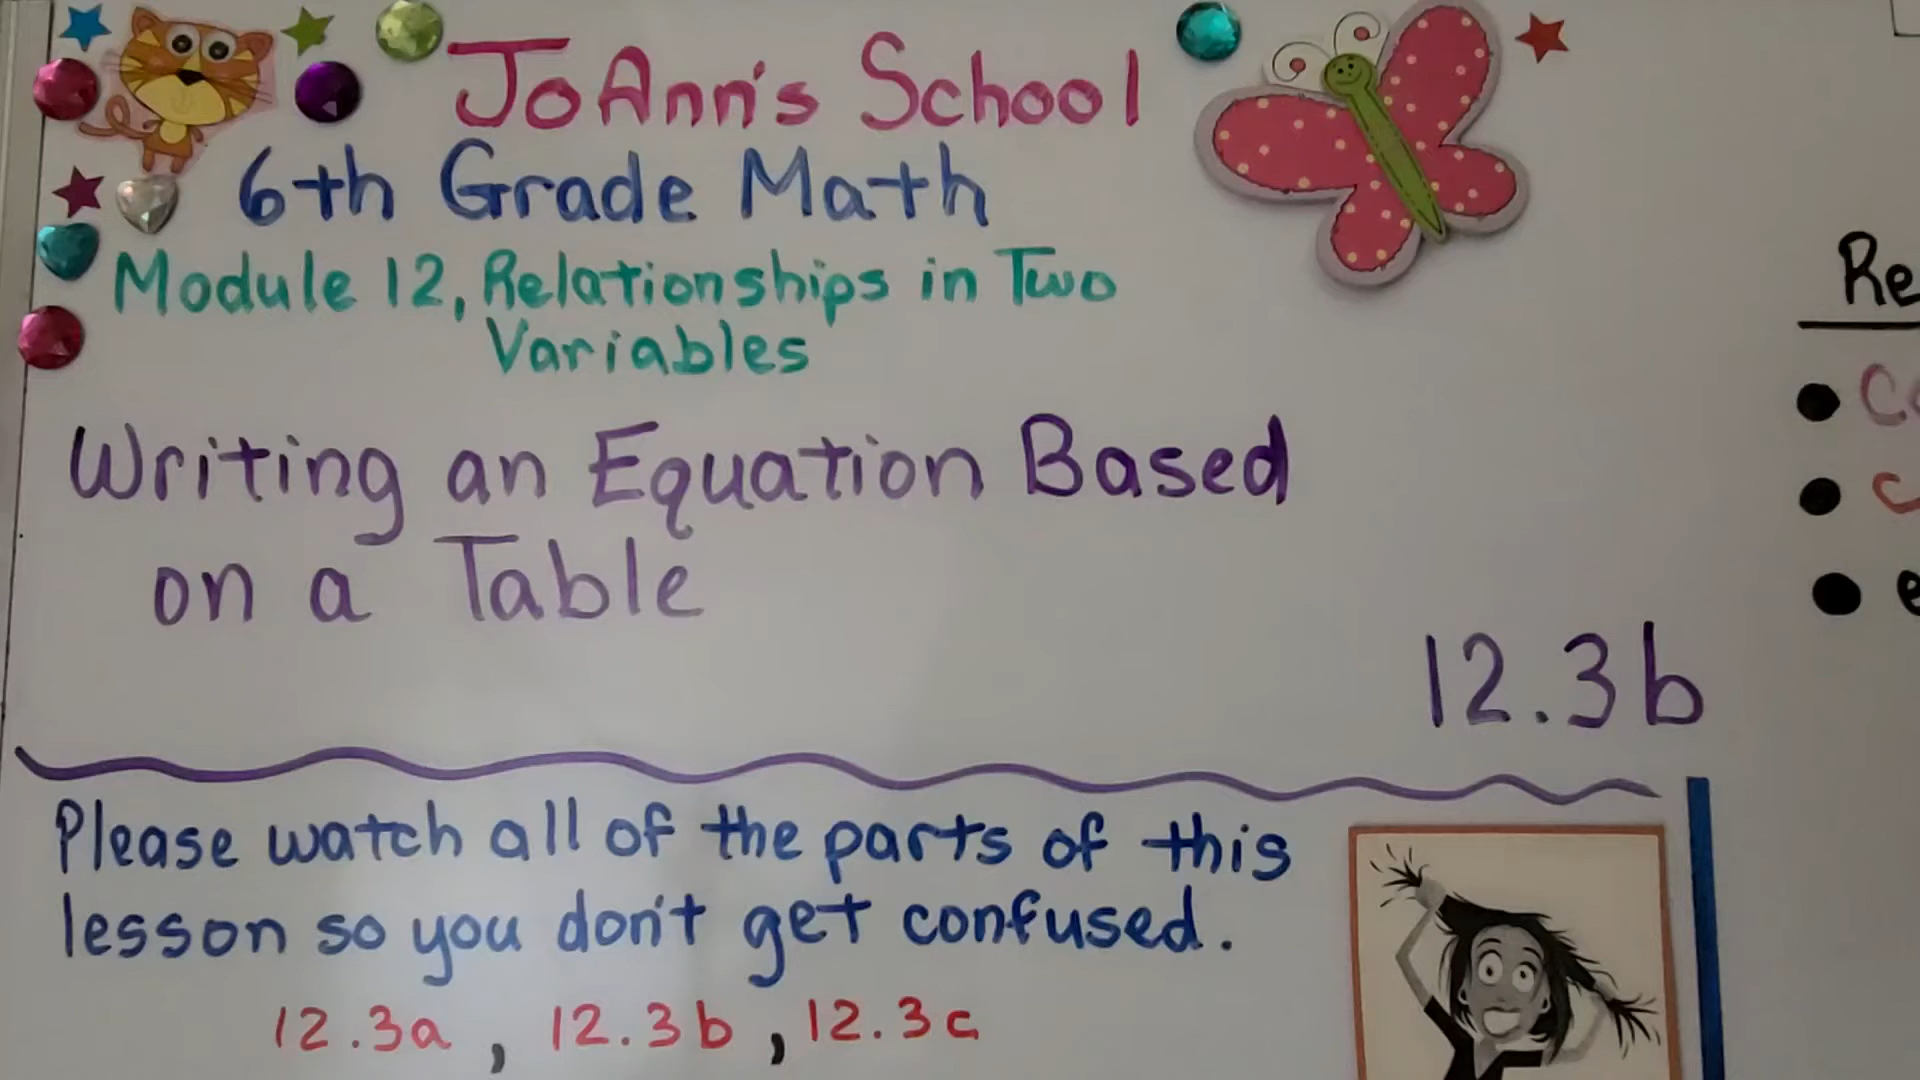 JoAnn's School
6th Grade Math
Module 12, Relationships in Two
Variables
Writing an Equation Based
on a Table
12.3b
Please watch all of the parts of this
lesson so you don't get confused.
12.3a, 12.3b, 12.3c